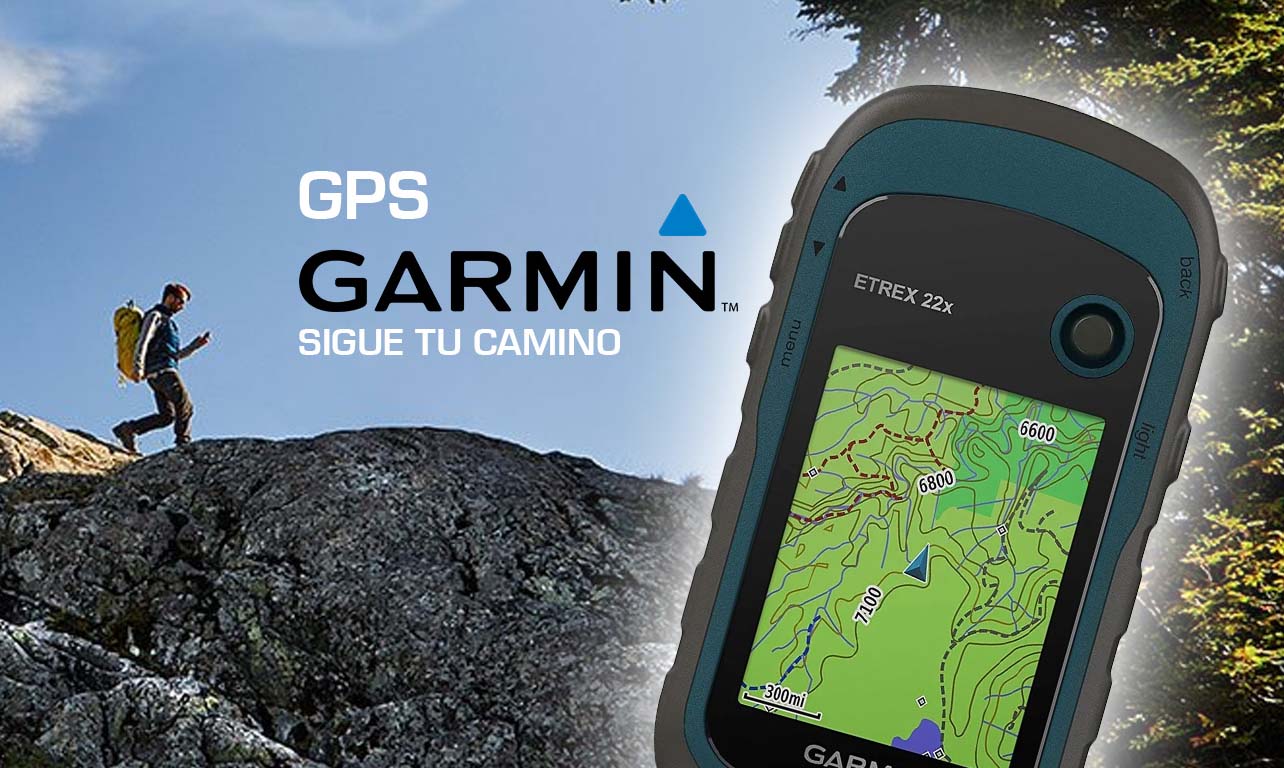 GPS
GARMIN™
SIGUE TU CAMINO
ETREX 22x
back
menu
light
6600
6800
7100
300mi
GARM